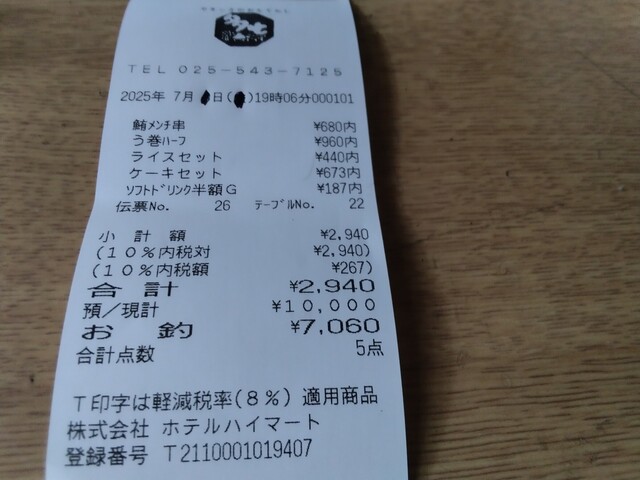 TEL 025-543-7125
2025年 7月 日( )19時06分000101
鮪メンチ串 ¥680内
う巻ハーフ ¥960内
ライスセット ¥440内
ケーキセット ¥673内
ソフトドリンク半額G ¥187内
伝票No. 26 テーブルNo. 22
小計額 ¥2,940
(10%内税対 ¥2,940)
(10%内税額 ¥267)
合計 ¥2,940
預/現計 ¥10,000
お釣 ¥7,060
合計点数 5点
T印字は軽減税率(8%)適用商品
株式会社 ホテルハイマート
登録番号 T2110001019407